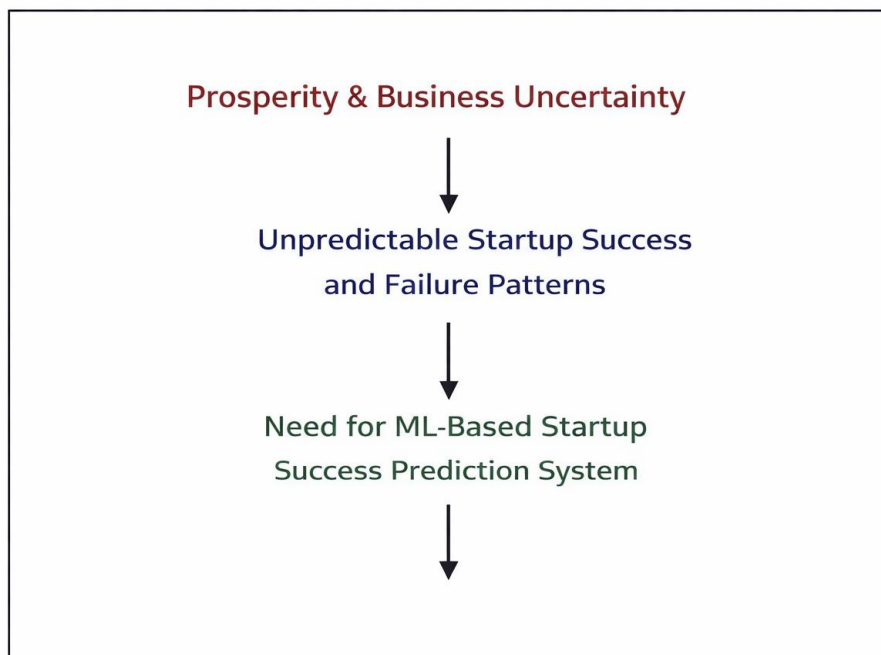 Prosperity & Business Uncertainty
Unpredictable Startup Success
and Failure Patterns
Need for ML-Based Startup
Success Prediction System